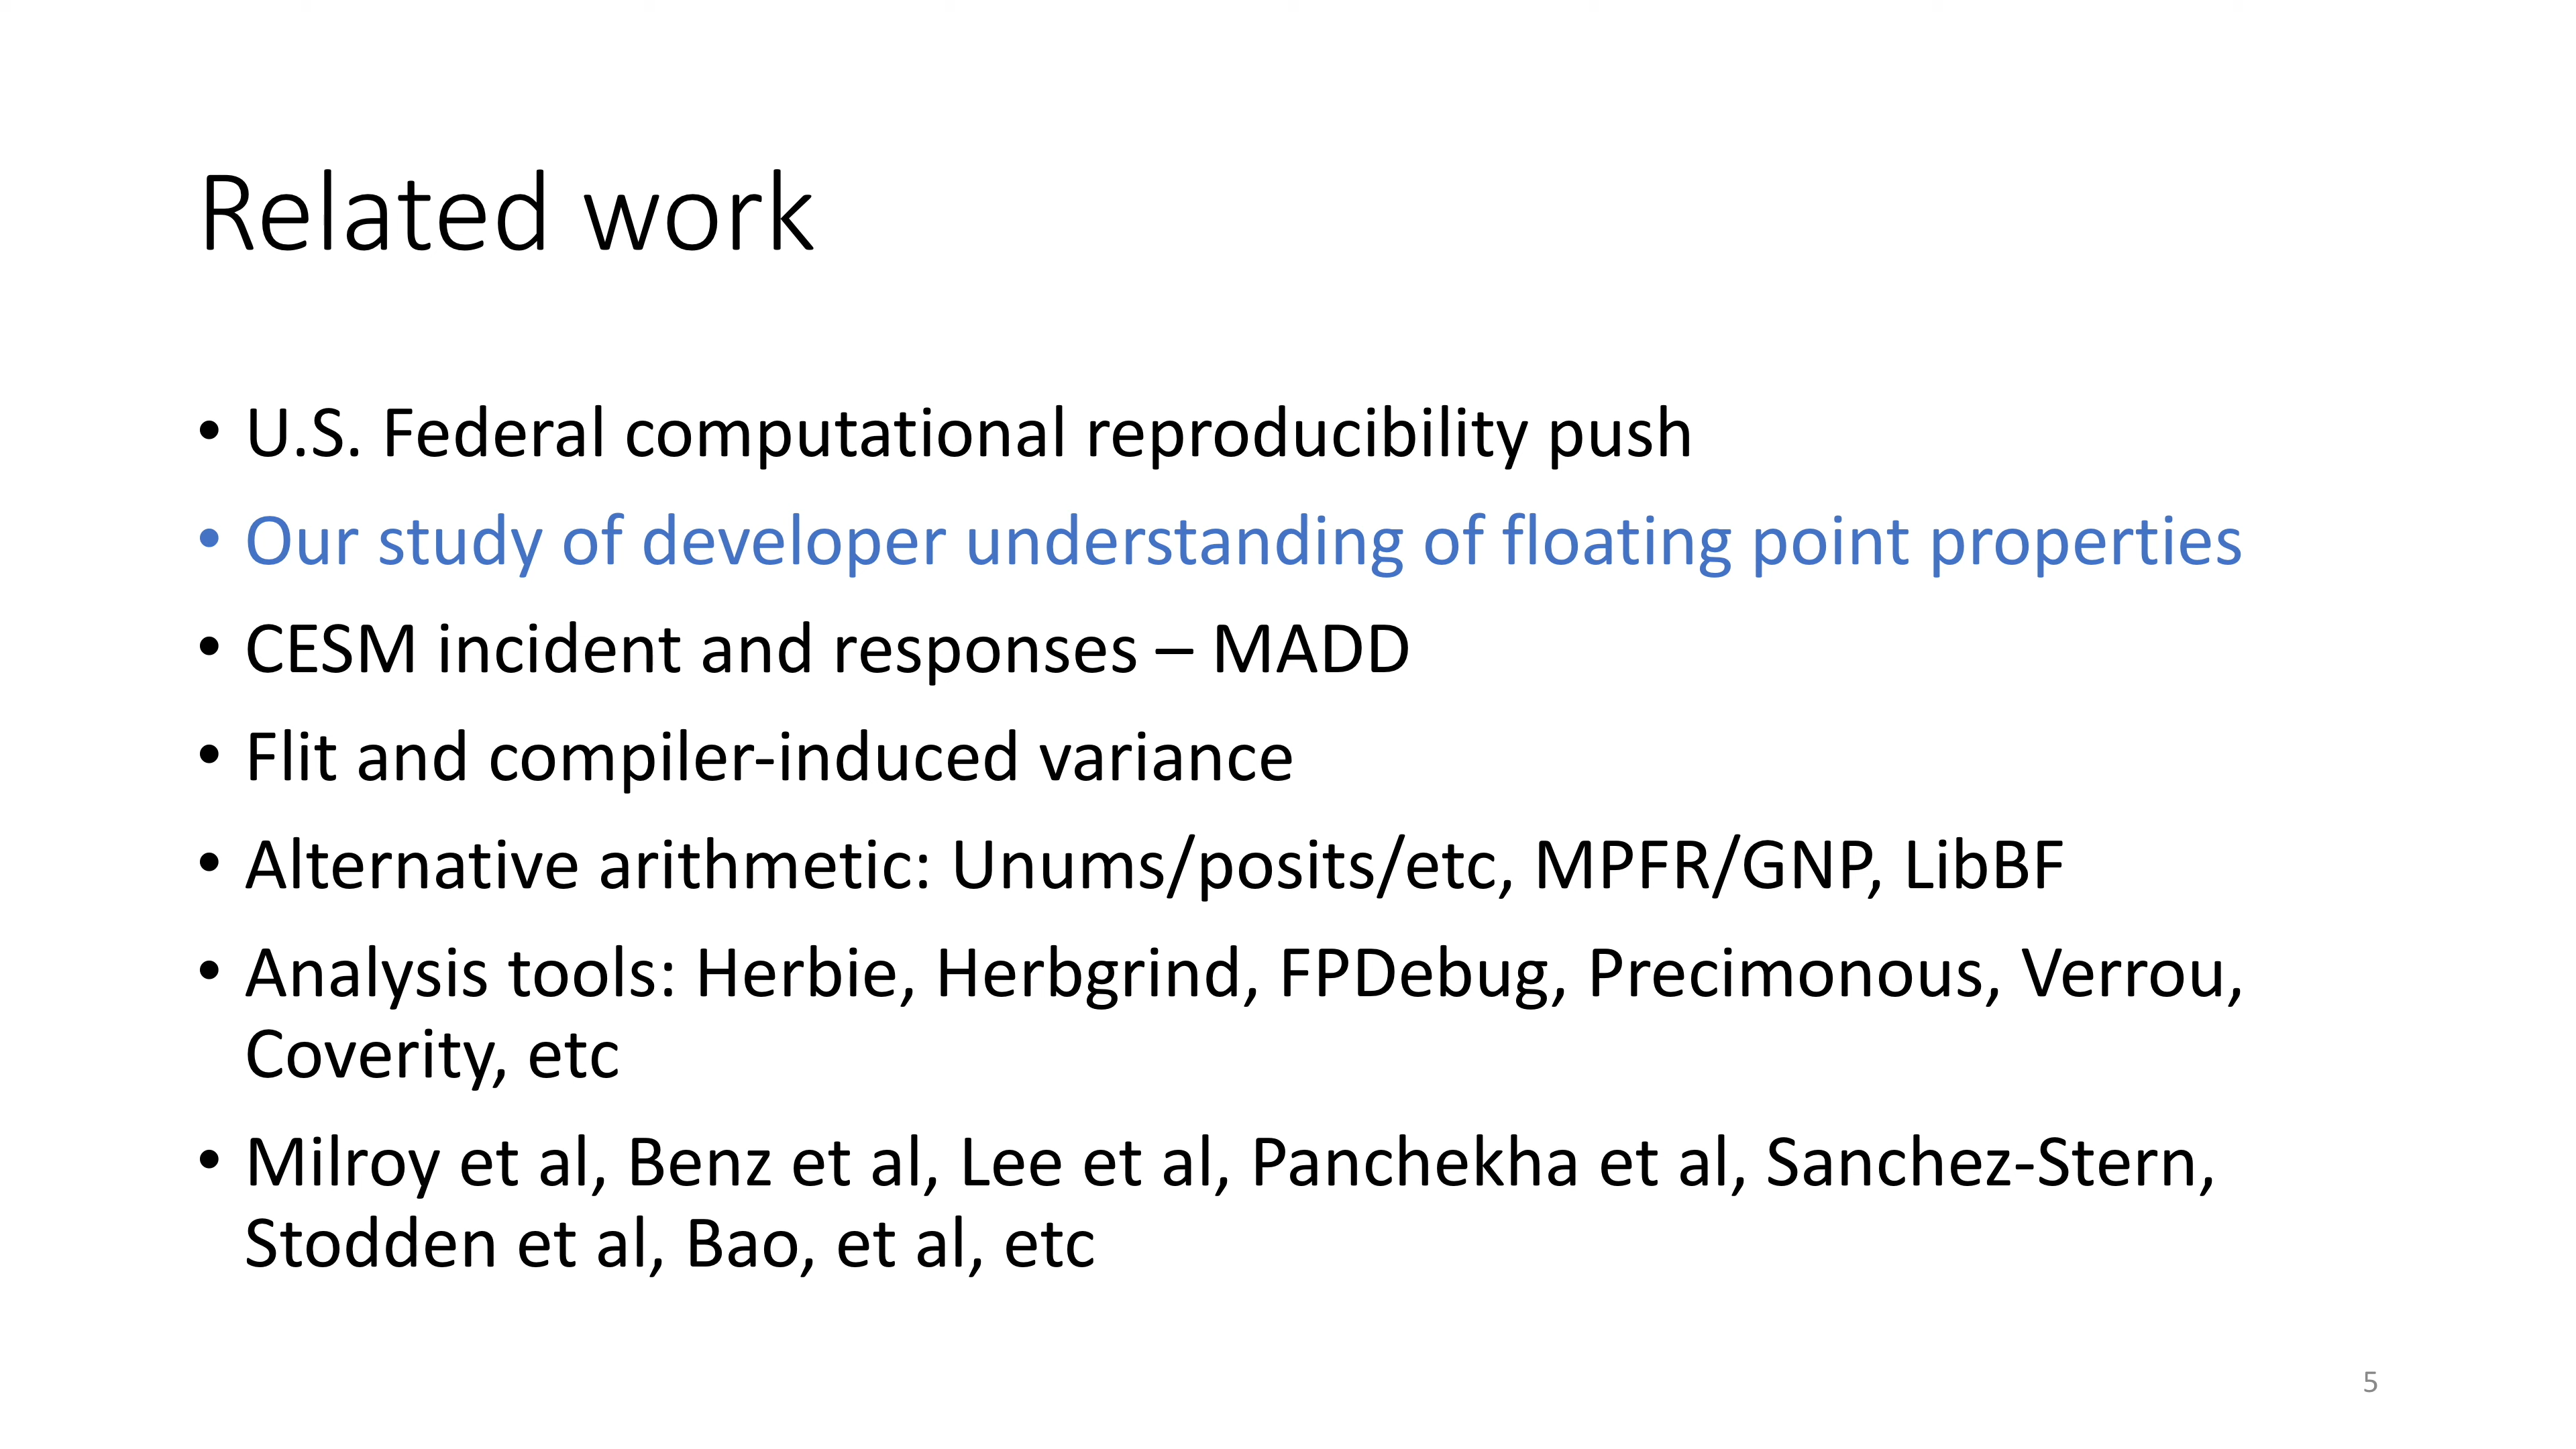 Related work
• U.S. Federal computational reproducibility push
• Our study of developer understanding of floating point properties
• CESM incident and responses – MADD
• Flit and compiler-induced variance
• Alternative arithmetic: Unums/posits/etc, MPFR/GNP, LibBF
• Analysis tools: Herbie, Herbgrind, FPDebug, Precimonous, Verrou,
Coverity, etc
• Milroy et al, Benz et al, Lee et al, Panchekha et al, Sanchez-Stern,
Stodden et al, Bao, et al, etc
5